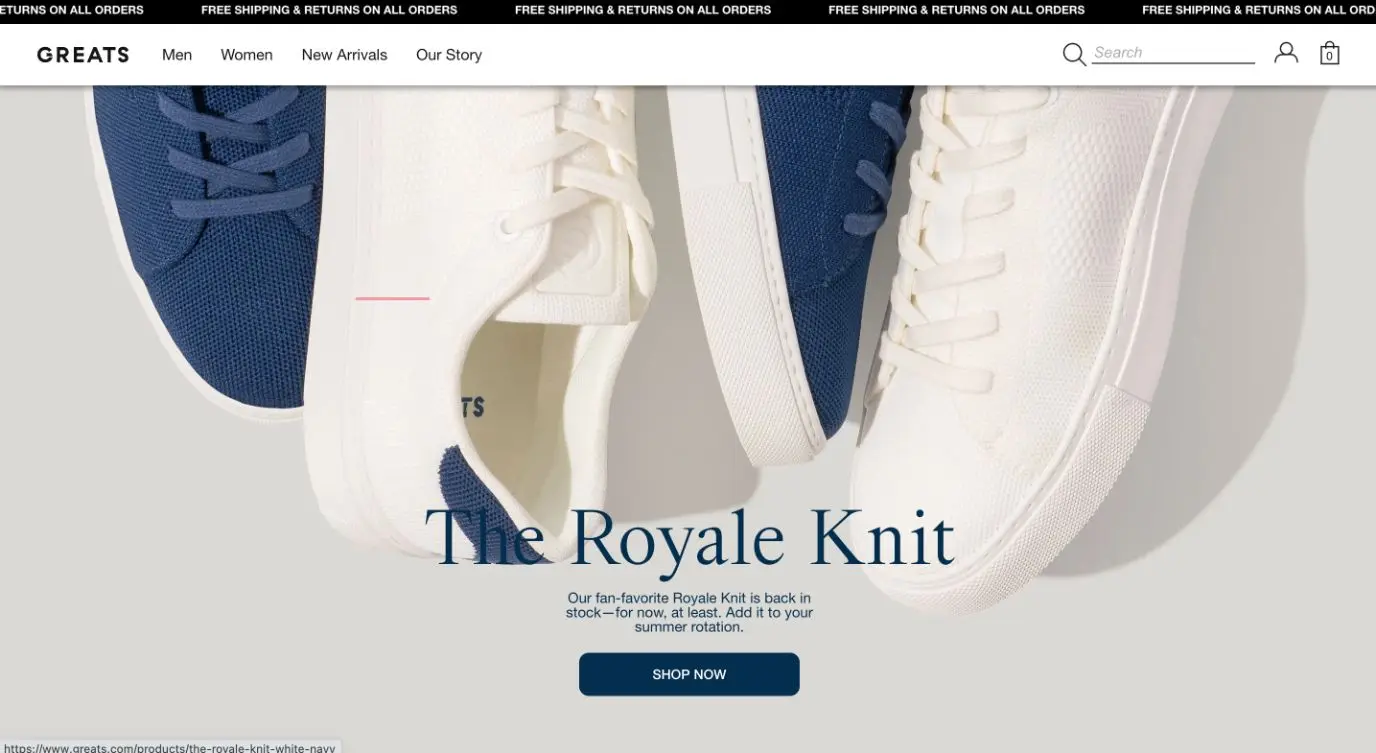 ETURNS ON ALL ORDERS FREE SHIPPING & RETURNS ON ALL ORDERS FREE SHIPPING & RETURNS ON ALL ORDERS FREE SHIPPING & RETURNS ON ALL ORDERS FREE SHIPPING & RETURNS ON ALL ORD
GREATS Men Women New Arrivals Our Story Search 0
TS
The Royale Knit
Our fan-favorite Royale Knit is back in
stock—for now, at least. Add it to your
summer rotation.
SHOP NOW
https://www.greats.com/products/the-royale-knit-white-navy